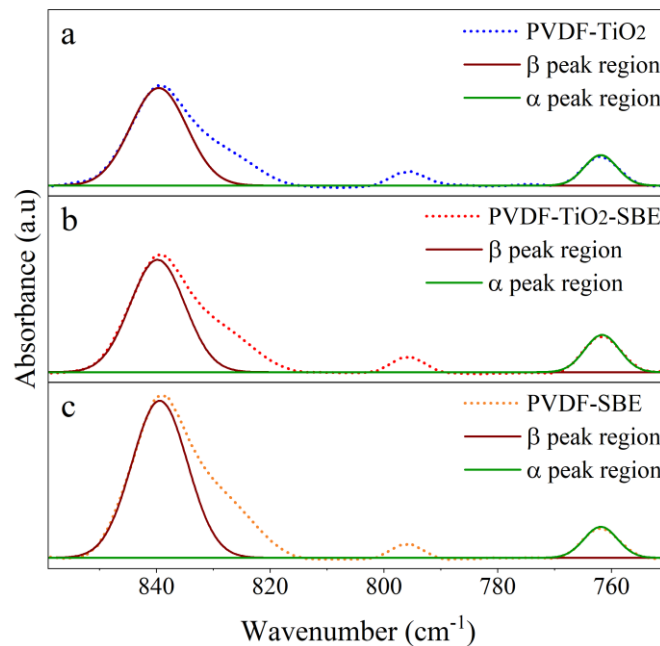 a
PVDF-TiO2
β peak region
α peak region
b
PVDF-TiO2-SBE
β peak region
α peak region
c
PVDF-SBE
β peak region
α peak region
Absorbance (a.u)
840 820 800 780 760
Wavenumber (cm-1)